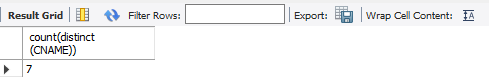 Result Grid Filter Rows: Export: Wrap Cell Content:
count(distinct
(CNAME))
7